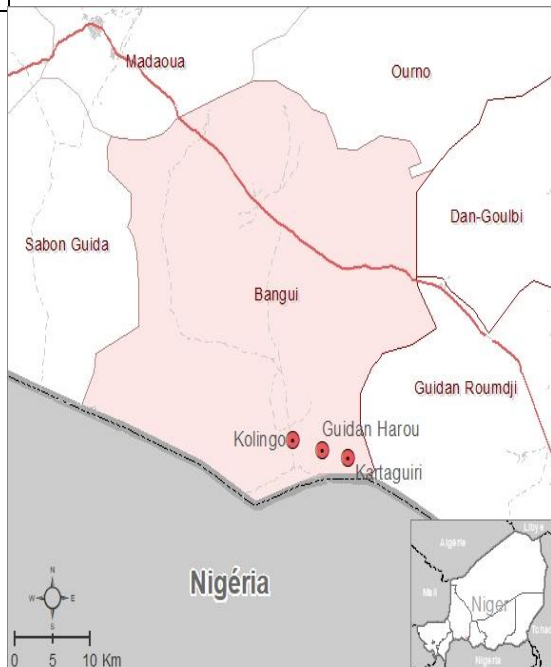 Madaoua
Ourno
Dan-Goulbi
Sabon Guida
Bangui
Guidan Roumdji
Guidan Harou
Kolingo
Kartaguiri
Nigéria
N
W E
S
0 5 10 Km
Libye
Algérie
Mali
Niger
Tchad
Nigéria